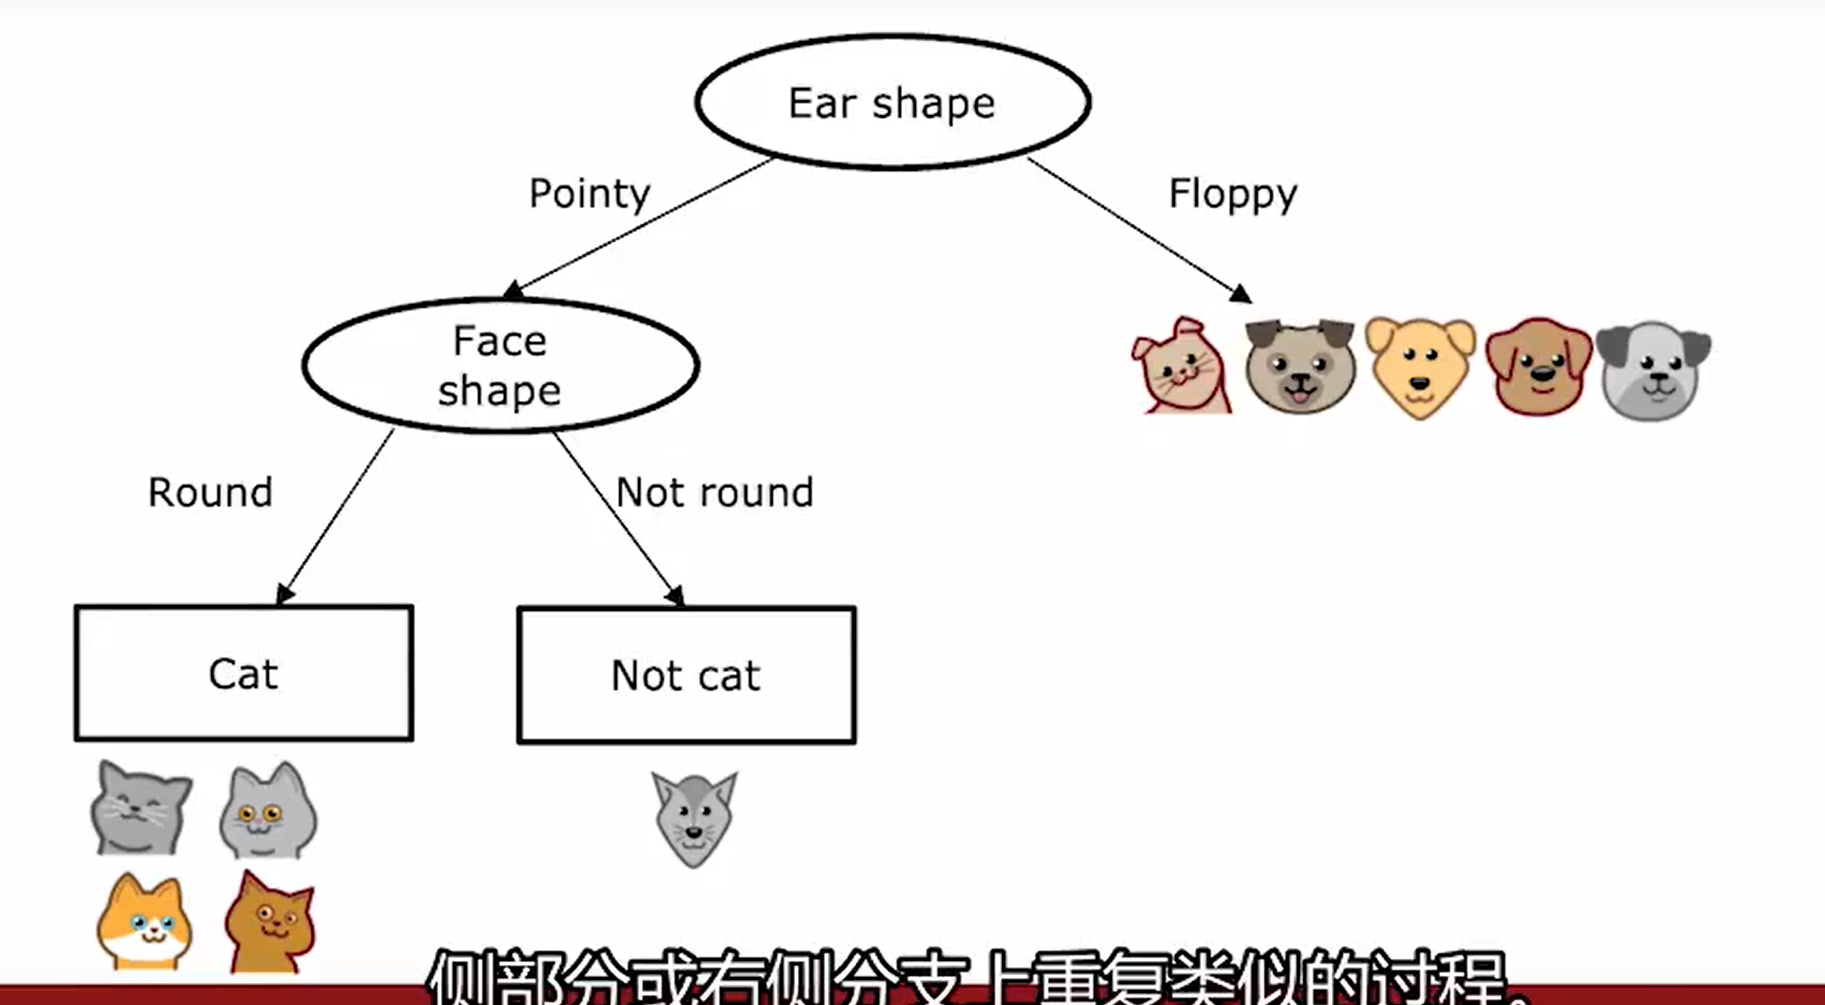 Ear shape
Pointy
Floppy
Face
shape
Round
Not round
Cat
Not cat
侧部分或右侧分支上重复类似的过程。